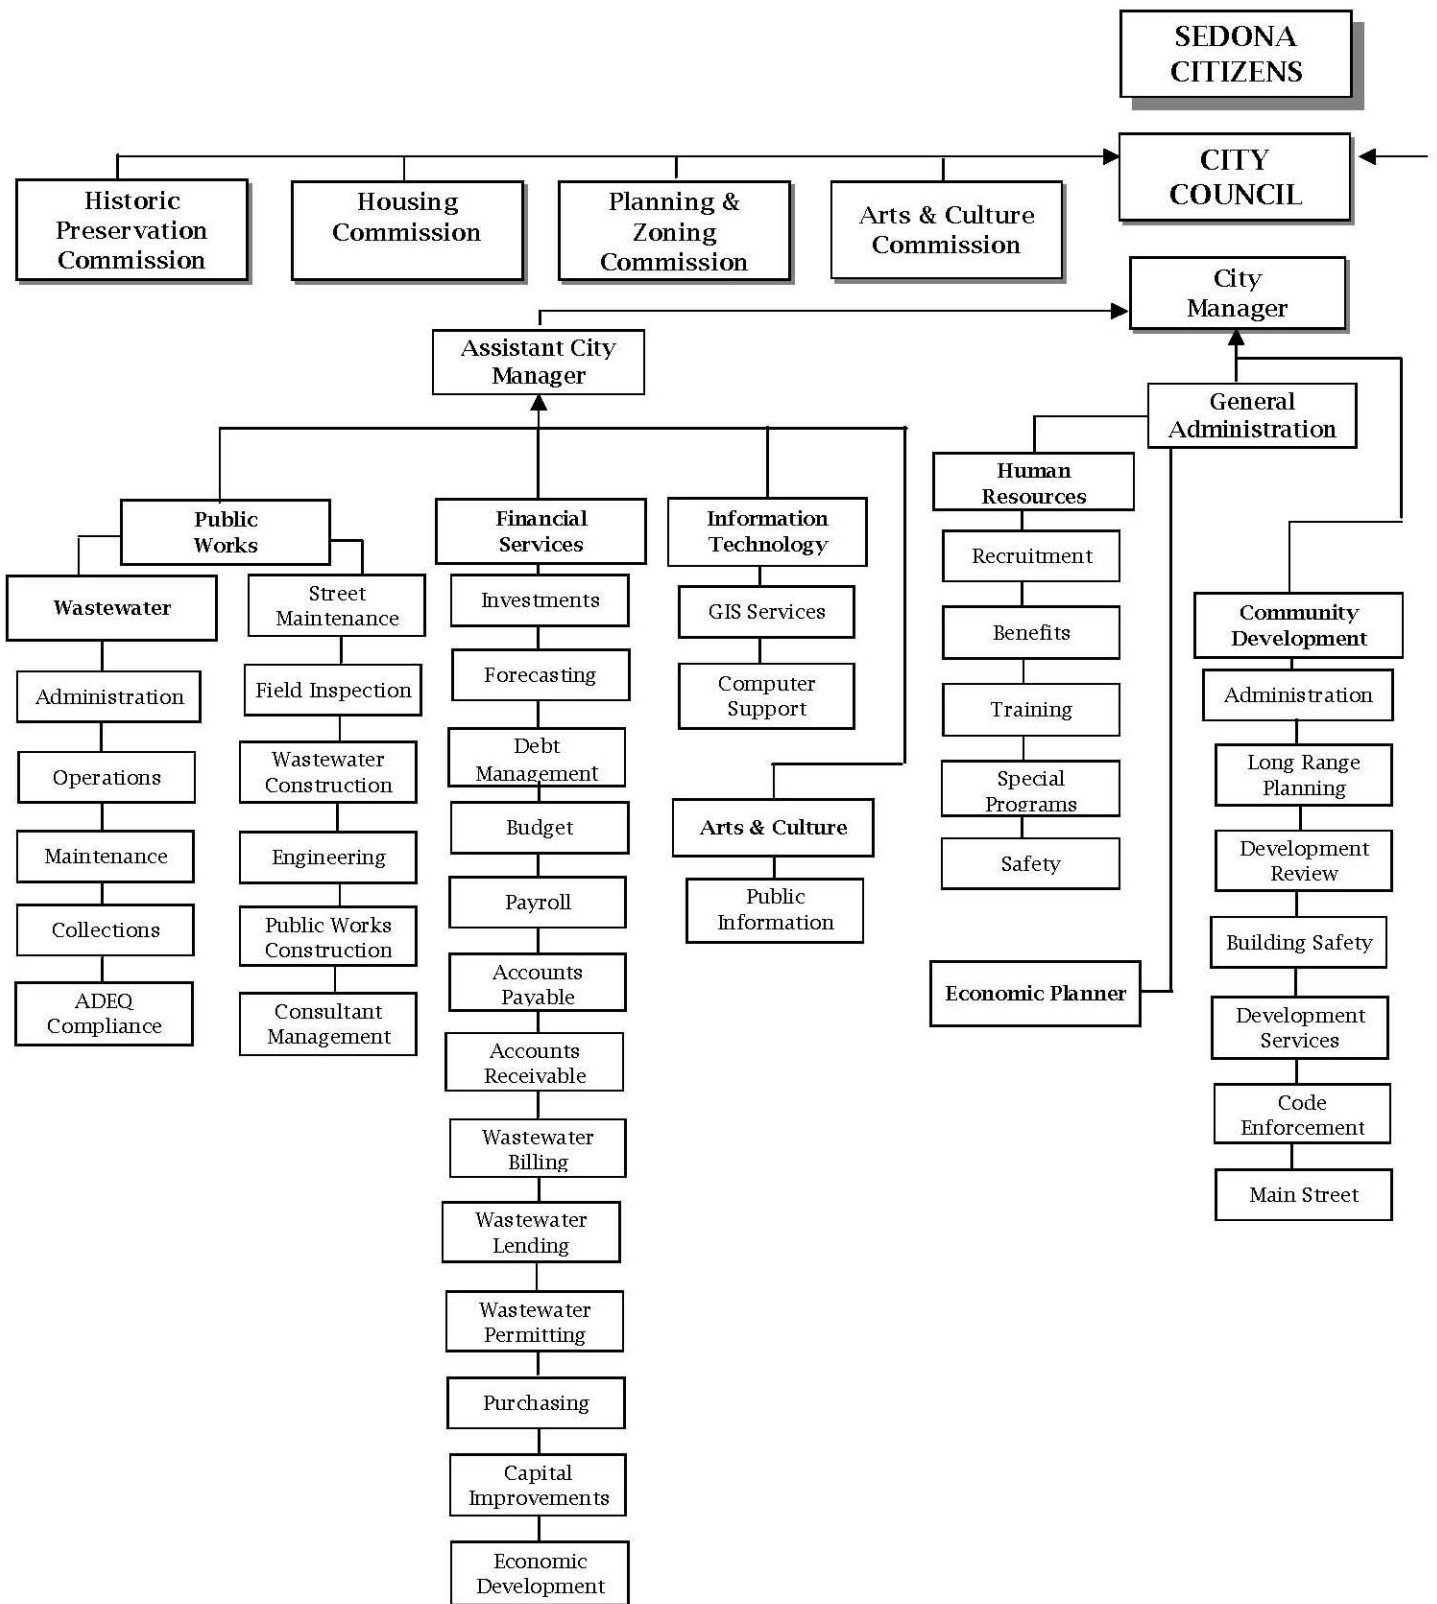 SEDONA
CITIZENS
CITY
COUNCIL
Historic
Preservation
Commission
Housing
Commission
Planning &
Zoning
Commission
Arts & Culture
Commission
City
Manager
Assistant City
Manager
General
Administration
Public
Works
Wastewater
Administration
Operations
Maintenance
Collections
ADEQ
Compliance
Street
Maintenance
Field Inspection
Wastewater
Construction
Engineering
Public Works
Construction
Consultant
Management
Financial
Services
Investments
Forecasting
Debt
Management
Budget
Payroll
Accounts
Payable
Accounts
Receivable
Wastewater
Billing
Wastewater
Lending
Wastewater
Permitting
Purchasing
Capital
Improvements
Economic
Development
Information
Technology
GIS Services
Computer
Support
Arts & Culture
Public
Information
Human
Resources
Recruitment
Benefits
Training
Special
Programs
Safety
Economic Planner
Community
Development
Administration
Long Range
Planning
Development
Review
Building Safety
Development
Services
Code
Enforcement
Main Street